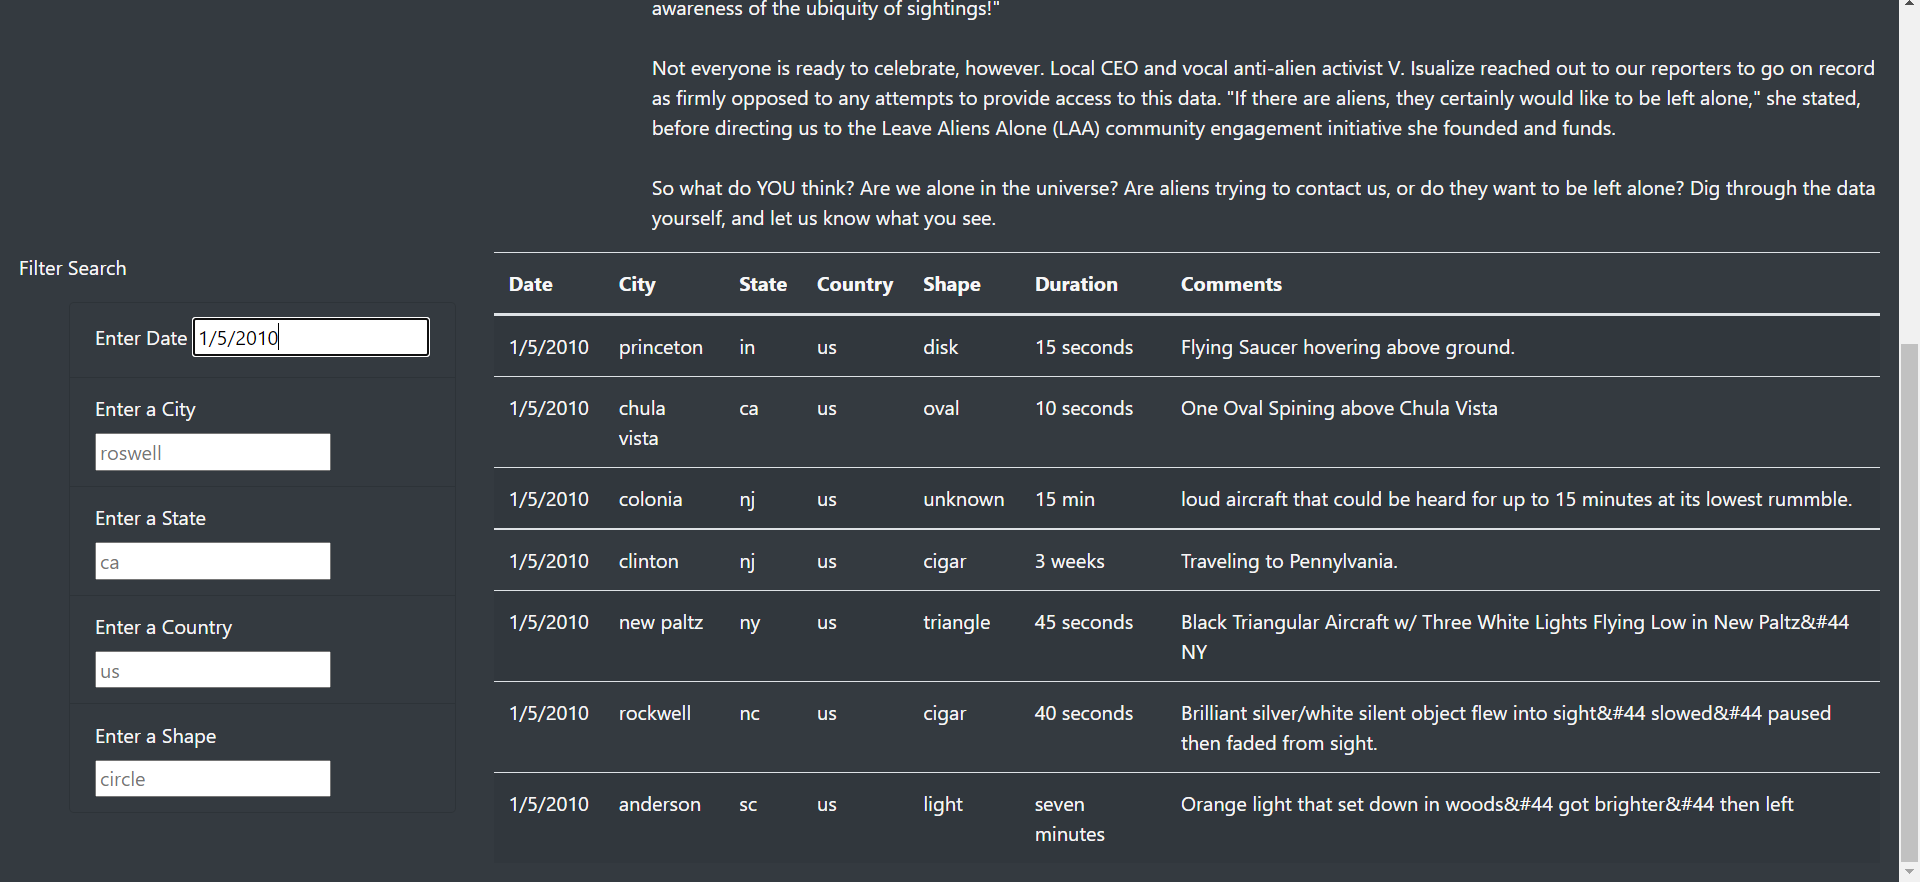 awareness of the ubiquity of sightings!"
Not everyone is ready to celebrate, however. Local CEO and vocal anti-alien activist V. Isualize reached out to our reporters to go on record
as firmly opposed to any attempts to provide access to this data. "If there are aliens, they certainly would like to be left alone," she stated,
before directing us to the Leave Aliens Alone (LAA) community engagement initiative she founded and funds.
So what do YOU think? Are we alone in the universe? Are aliens trying to contact us, or do they want to be left alone? Dig through the data
yourself, and let us know what you see.
Filter Search
Enter Date 1/5/2010
Enter a City
roswell
Enter a State
ca
Enter a Country
us
Enter a Shape
circle
Date City State Country Shape Duration Comments
1/5/2010 princeton in us disk 15 seconds Flying Saucer hovering above ground.
1/5/2010 chula ca us oval 10 seconds One Oval Spining above Chula Vista
vista
1/5/2010 colonia nj us unknown 15 min loud aircraft that could be heard for up to 15 minutes at its lowest rummble.
1/5/2010 clinton nj us cigar 3 weeks Traveling to Pennylvania.
1/5/2010 new paltz ny us triangle 45 seconds Black Triangular Aircraft w/ Three White Lights Flying Low in New Paltz&#44
NY
1/5/2010 rockwell nc us cigar 40 seconds Brilliant silver/white silent object flew into sight&#44 slowed&#44 paused
then faded from sight.
1/5/2010 anderson sc us light seven Orange light that set down in woods&#44 got brighter&#44 then left
minutes